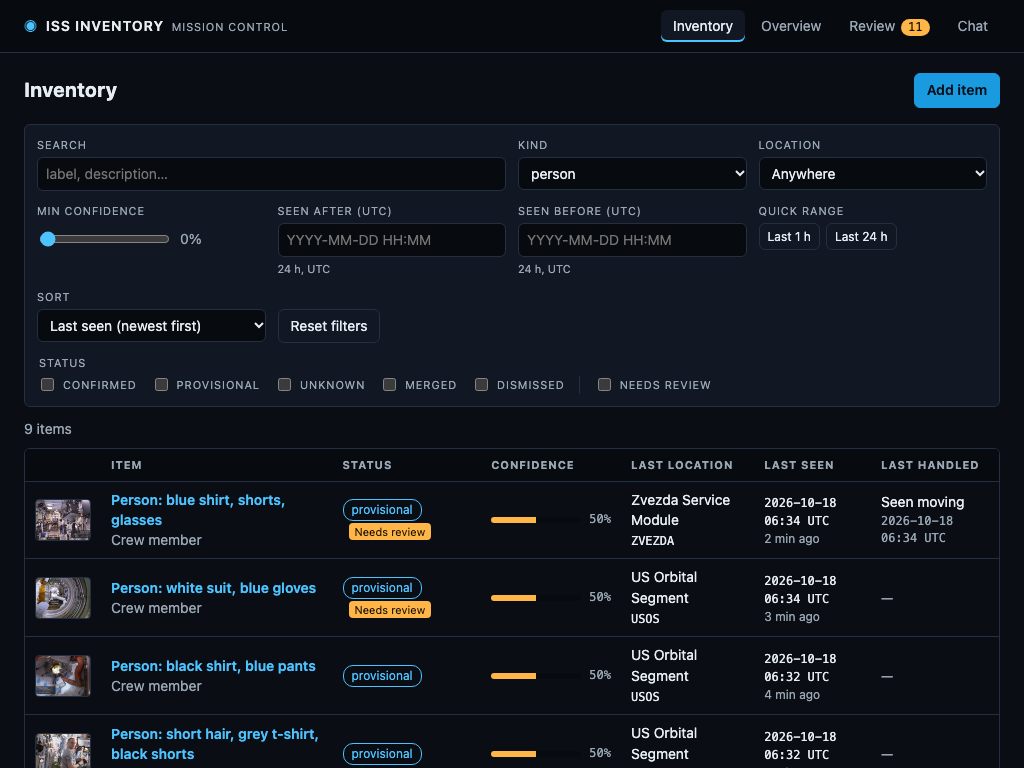 ISS INVENTORY MISSION CONTROL Inventory Overview Review 11 Chat
Inventory Add item
SEARCH KIND LOCATION
label, description... person Anywhere
MIN CONFIDENCE SEEN AFTER (UTC) SEEN BEFORE (UTC) QUICK RANGE
0% YYYY-MM-DD HH:MM YYYY-MM-DD HH:MM Last 1 h Last 24 h
24 h, UTC 24 h, UTC
SORT
Last seen (newest first) Reset filters
STATUS
CONFIRMED PROVISIONAL UNKNOWN MERGED DISMISSED NEEDS REVIEW
9 items
ITEM STATUS CONFIDENCE LAST LOCATION LAST SEEN LAST HANDLED
Person: blue shirt, shorts,
glasses
Crew member
provisional
Needs review
50%
Zvezda Service
Module
ZVEZDA
2026-10-18
06:34 UTC
2 min ago
Seen moving
2026-10-18
06:34 UTC
Person: white suit, blue gloves
Crew member
provisional
Needs review
50%
US Orbital
Segment
USOS
2026-10-18
06:34 UTC
3 min ago
—
Person: black shirt, blue pants
Crew member
provisional
50%
US Orbital
Segment
USOS
2026-10-18
06:32 UTC
4 min ago
—
Person: short hair, grey t-shirt,
black shorts
provisional
50%
US Orbital
Segment
2026-10-18
06:32 UTC
—